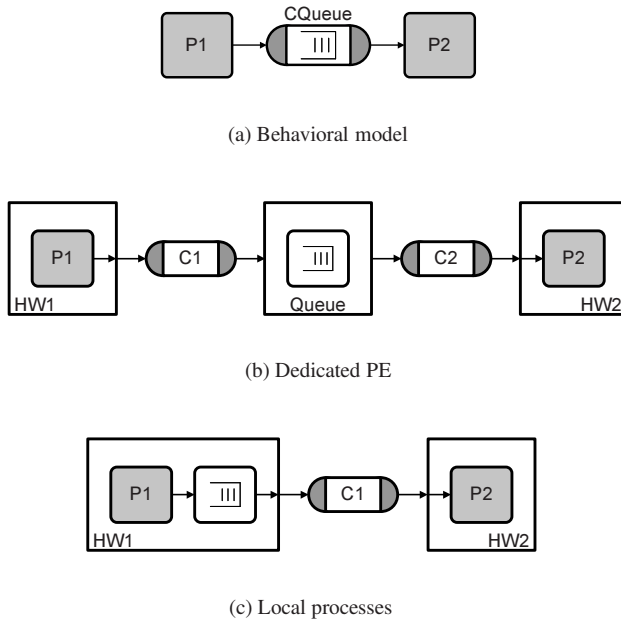 CQueue
P1
P2
(a) Behavioral model
P1
C1
C2
P2
HW1
Queue
HW2
(b) Dedicated PE
P1
C1
P2
HW1
HW2
(c) Local processes